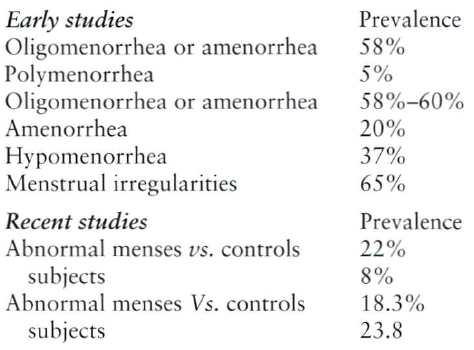 Early studies Prevalence
Oligomenorrhea or amenorrhea 58%
Polymenorrhea 5%
Oligomenorrhea or amenorrhea 58%–60%
Amenorrhea 20%
Hypomenorrhea 37%
Menstrual irregularities 65%
Recent studies Prevalence
Abnormal menses vs. controls 22%
subjects 8%
Abnormal menses Vs. controls 18.3%
subjects 23.8